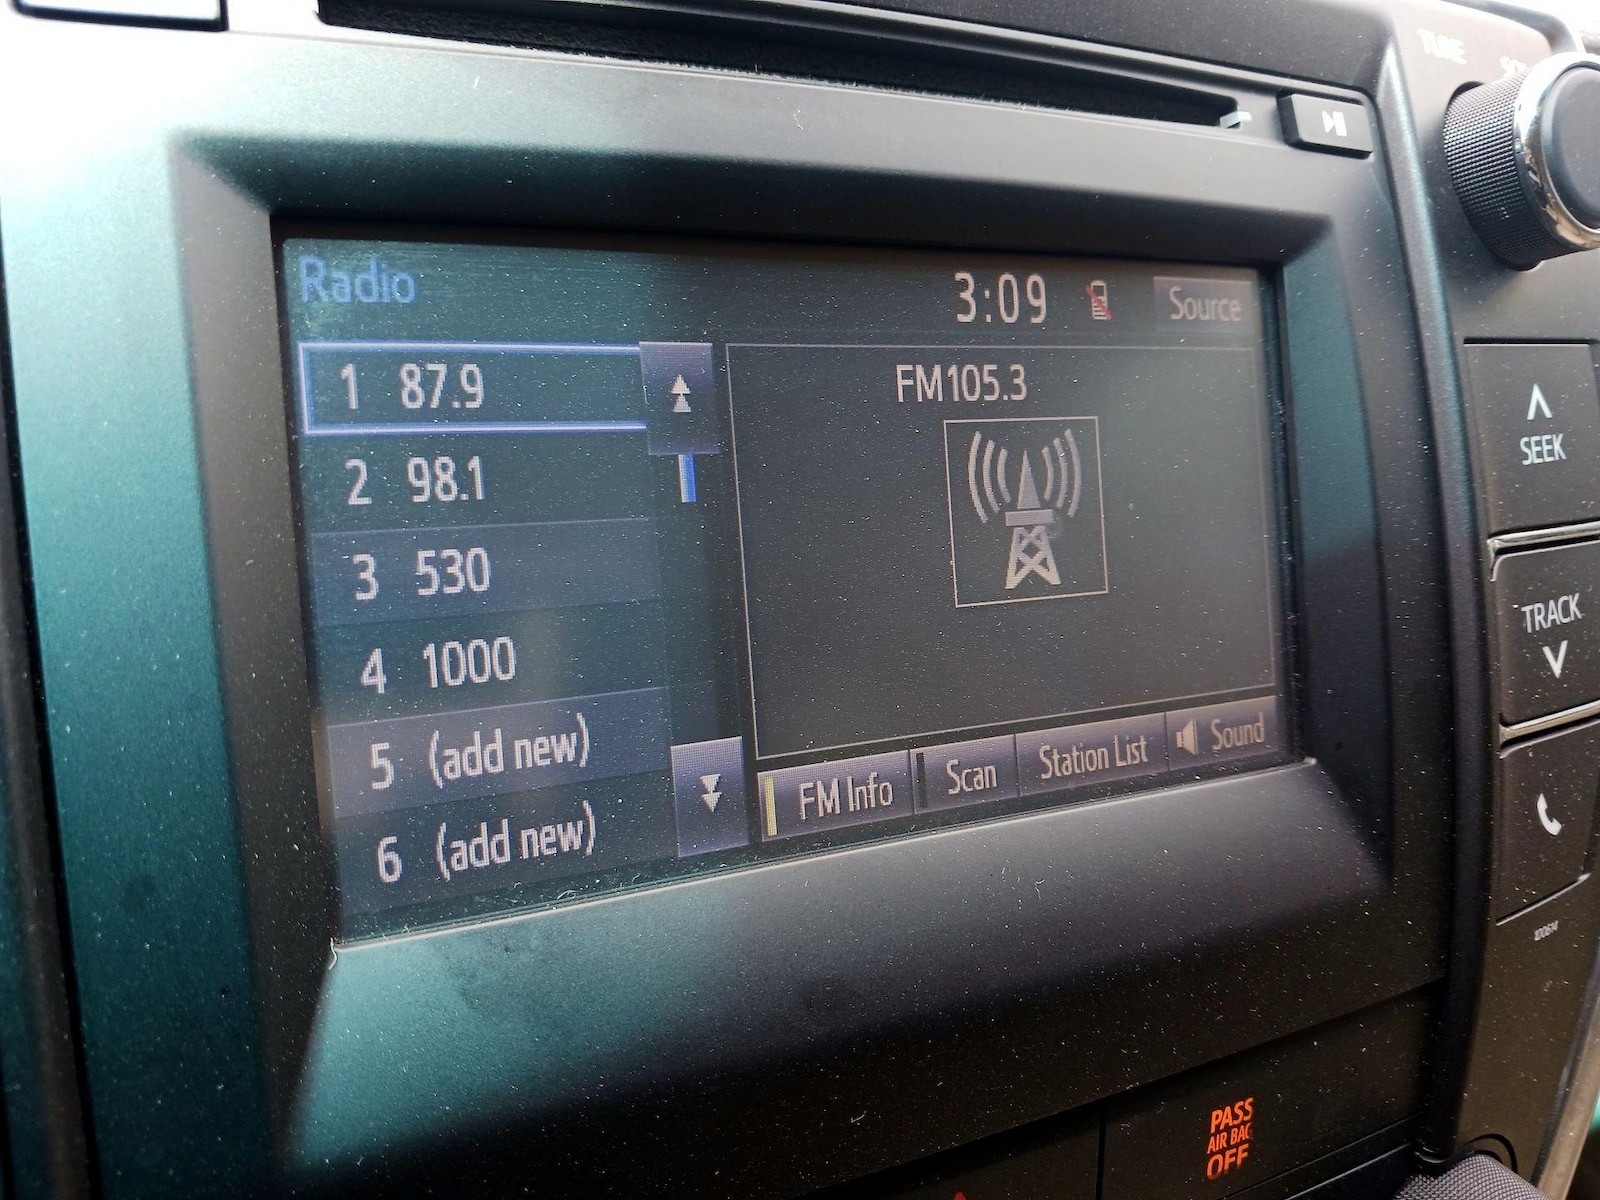 TUNE
Radio
3:09
Source
1 87.9
2 98.1
3 530
4 1000
5 (add new)
6 (add new)
FM105.3
FM Info
Scan
Station List
Sound
SEEK
TRACK
PASS
AIR BAG
OFF